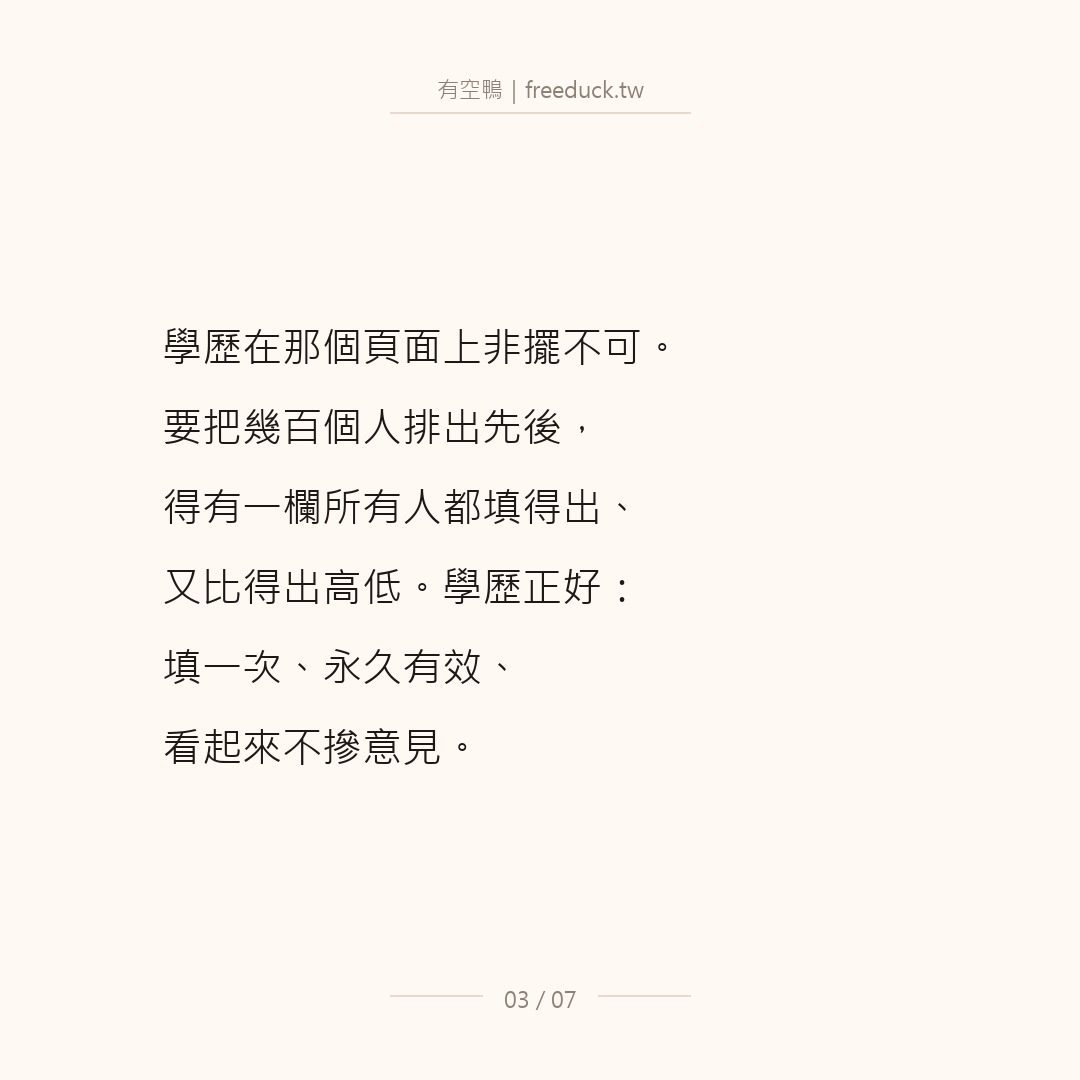 有空鴨 | freeduck.tw
學歷在那個頁面上非擺不可。
要把幾百個人排出先後，
得有一欄所有人都填得出、
又比得出高低。學歷正好：
填一次、永久有效、
看起來不摻意見。
03 / 07